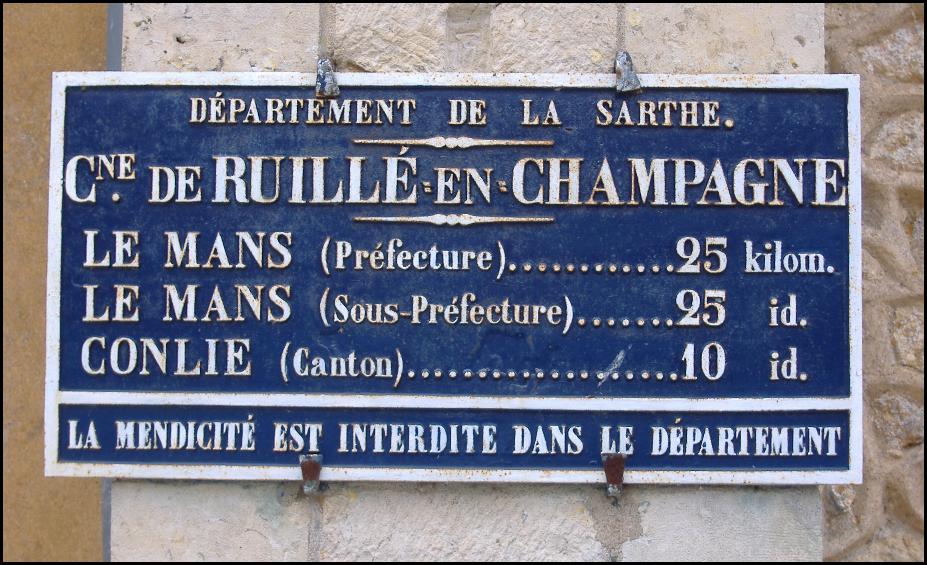 DÉPARTEMENT DE LA SARTHE.
CNE. DE RUILLÉ-EN-CHAMPAGNE
LE MANS (Préfecture)............25 kilom.
LE MANS (Sous-Préfecture).......25 id.
CONLIE (Canton)....................10 id.
LA MENDICITÉ EST INTERDITE DANS LE DÉPARTEMENT